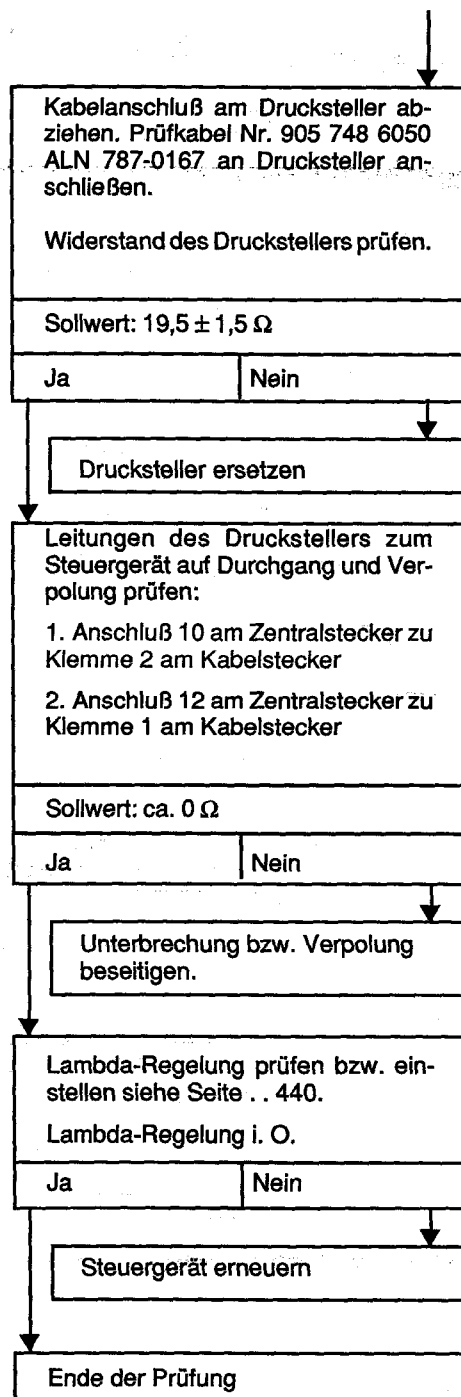 Kabelanschluß am Drucksteller ab-
ziehen. Prüfkabel Nr. 905 748 6050
ALN 787-0167 an Drucksteller an-
schließen.
Widerstand des Druckstellers prüfen.
Sollwert: 19,5 ± 1,5 Ω
Ja Nein
Drucksteller ersetzen
Leitungen des Druckstellers zum
Steuergerät auf Durchgang und Ver-
polung prüfen:
1. Anschluß 10 am Zentralstecker zu
Klemme 2 am Kabelstecker
2. Anschluß 12 am Zentralstecker zu
Klemme 1 am Kabelstecker
Sollwert: ca. 0 Ω
Ja Nein
Unterbrechung bzw. Verpolung
beseitigen.
Lambda-Regelung prüfen bzw. ein-
stellen siehe Seite . . 440.
Lambda-Regelung i. O.
Ja Nein
Steuergerät erneuern
Ende der Prüfung